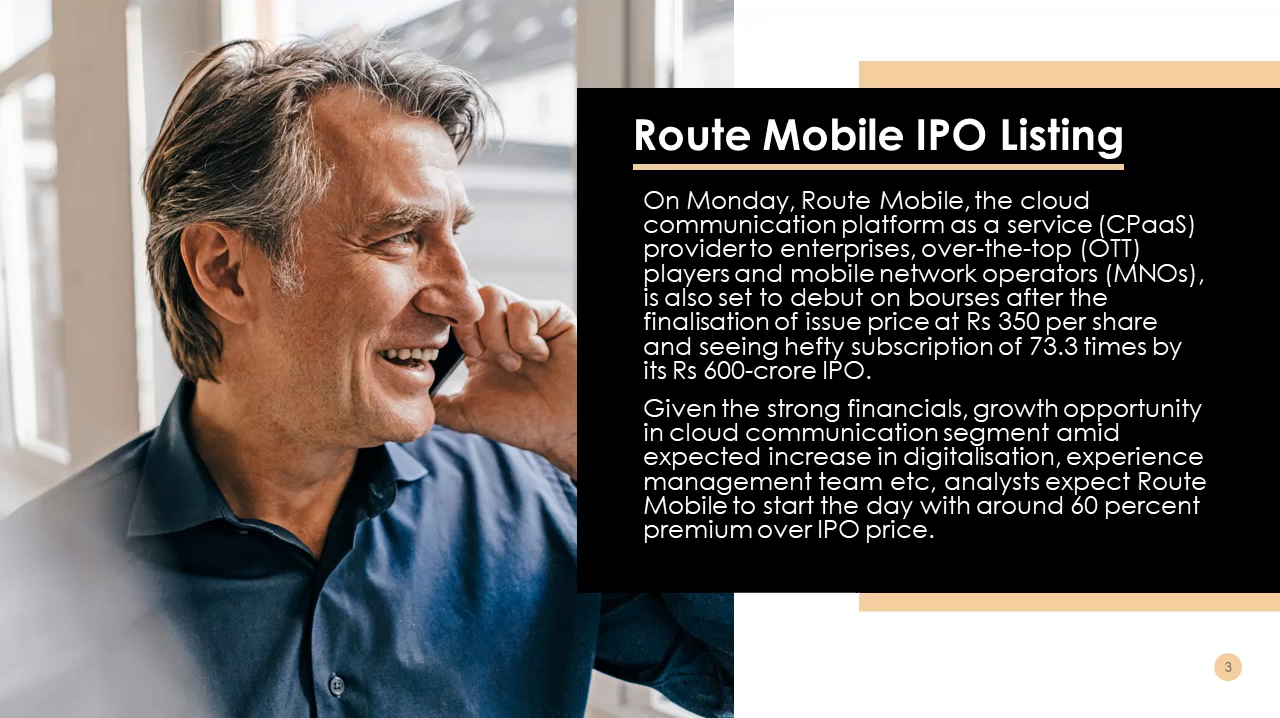 Route Mobile IPO Listing
On Monday, Route Mobile, the cloud
communication platform as a service (CPaaS)
provider to enterprises, over-the-top (OTT)
players and mobile network operators (MNOs),
is also set to debut on bourses after the
finalisation of issue price at Rs 350 per share
and seeing hefty subscription of 73.3 times by
its Rs 600-crore IPO.
Given the strong financials, growth opportunity
in cloud communication segment amid
expected increase in digitalisation, experience
management team etc, analysts expect Route
Mobile to start the day with around 60 percent
premium over IPO price.
3